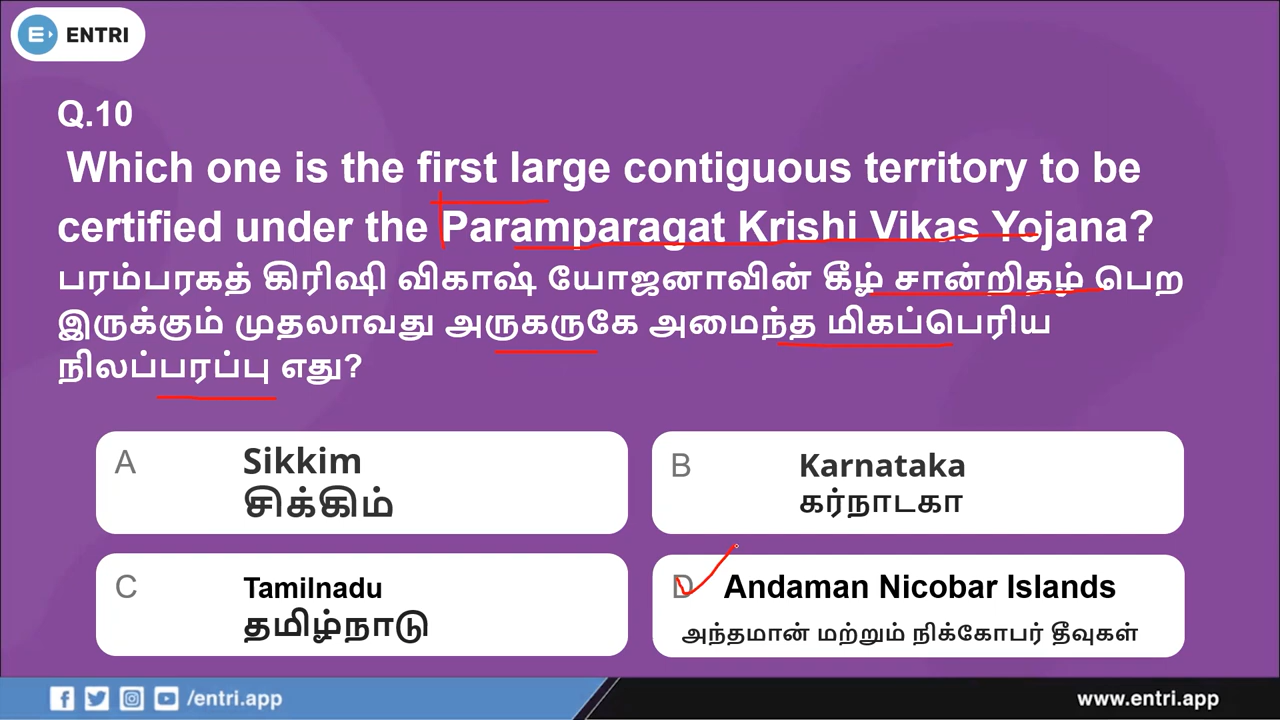 ENTRI
Q.10
Which one is the first large contiguous territory to be
certified under the Paramparagat Krishi Vikas Yojana?
பரம்பரகத் கிரிஷி விகாஷ் யோஜனாவின் கீழ் சான்றிதழ் பெற
இருக்கும் முதலாவது அருகருகே அமைந்த மிகப்பெரிய
நிலப்பரப்பு எது?
A Sikkim
சிக்கிம்
B Karnataka
கர்நாடகா
C Tamilnadu
தமிழ்நாடு
D Andaman Nicobar Islands
அந்தமான் மற்றும் நிக்கோபர் தீவுகள்
/entri.app
www.entri.app